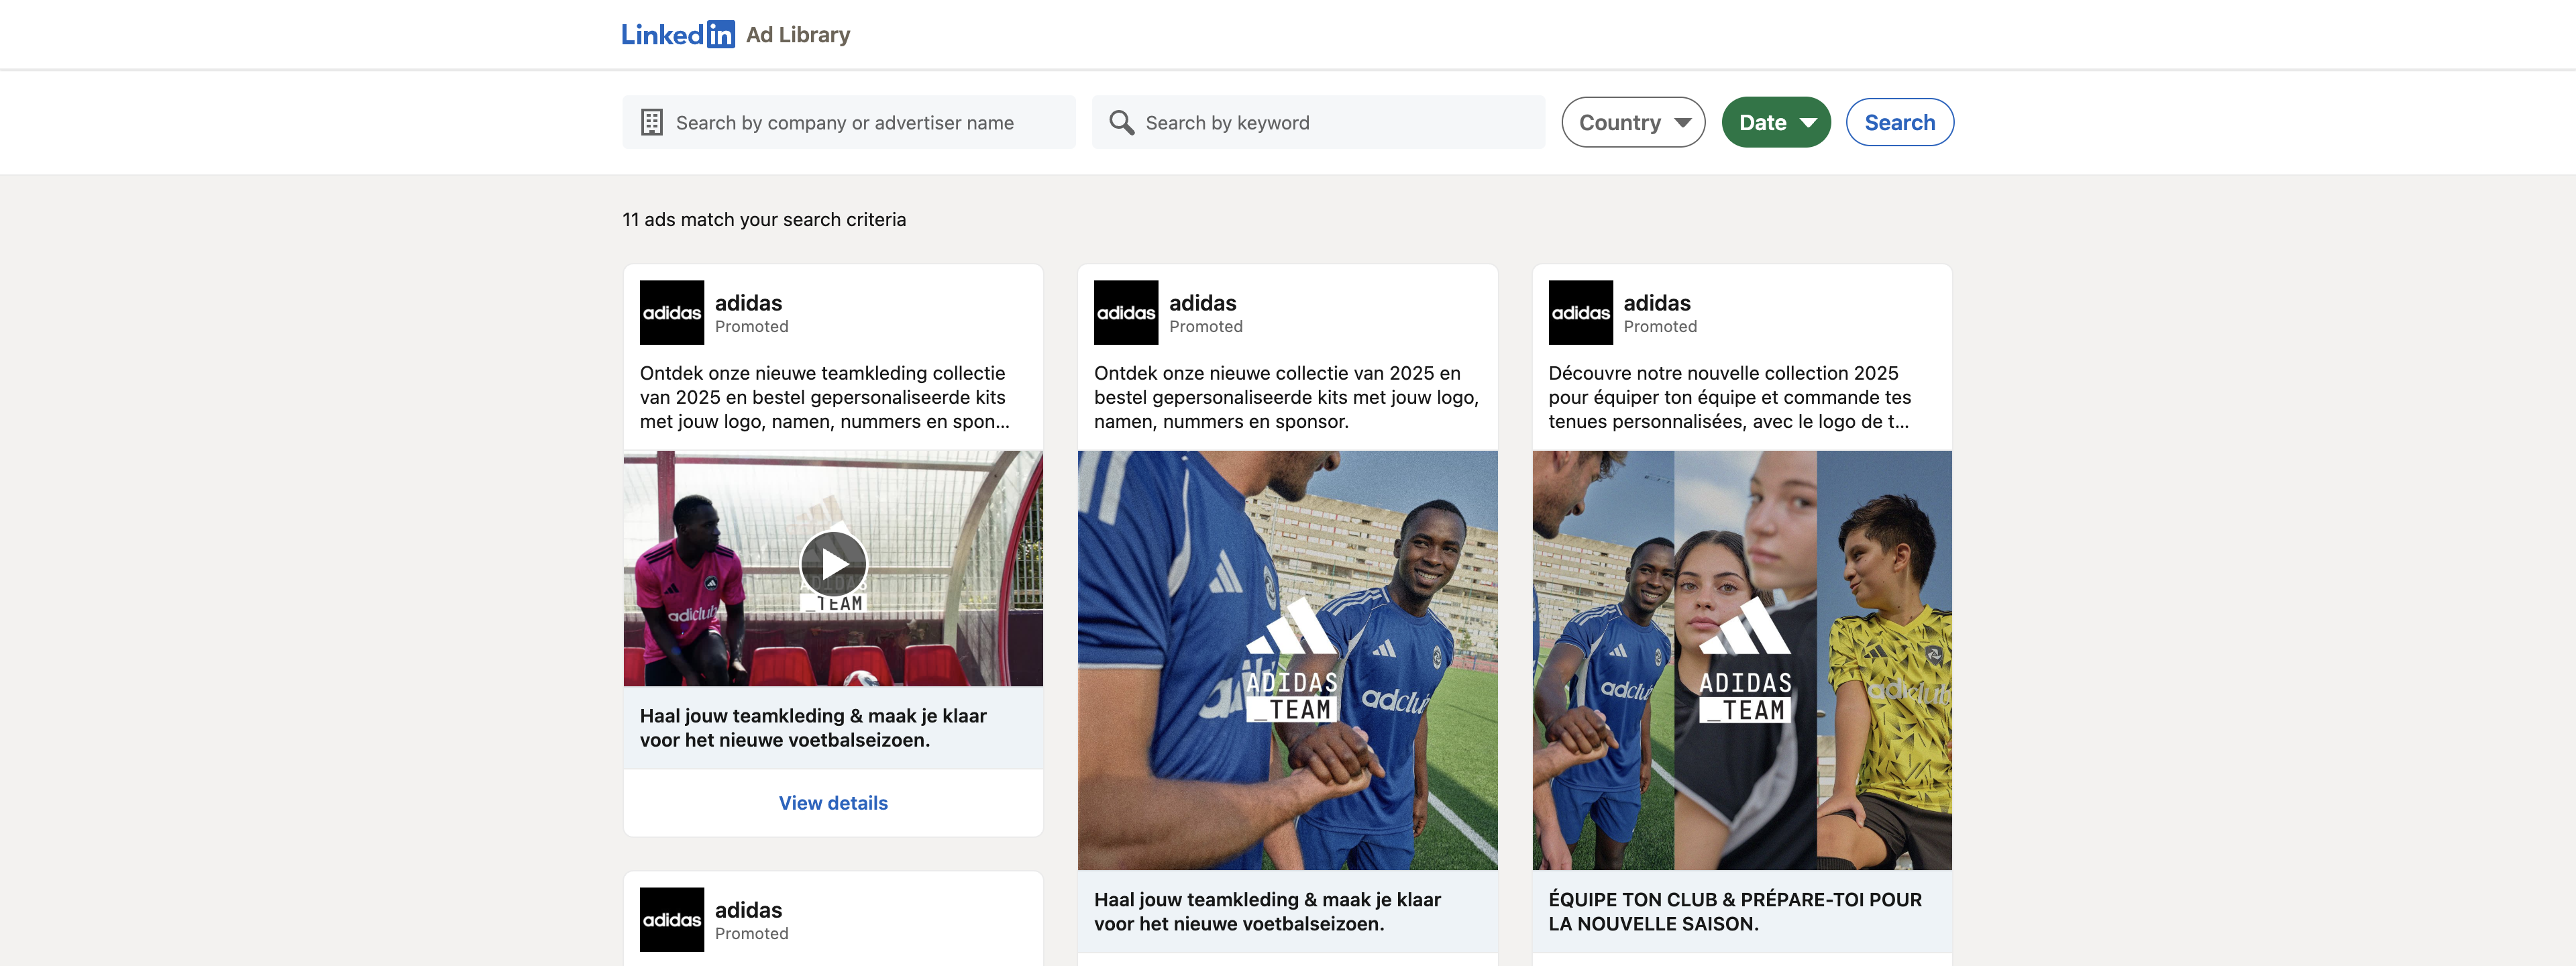 Linkedin Ad Library
Search by company or advertiser name
Search by keyword
Country
Date
Search
11 ads match your search criteria
adidas
adidas
Promoted
Ontdek onze nieuwe teamkleding collectie
van 2025 en bestel gepersonaliseerde kits
met jouw logo, namen, nummers en spon...
adiclub
_TEAM
Haal jouw teamkleding & maak je klaar
voor het nieuwe voetbalseizoen.
View details
adidas
adidas
Promoted
adidas
adidas
Promoted
Ontdek onze nieuwe collectie van 2025 en
bestel gepersonaliseerde kits met jouw logo,
namen, nummers en sponsor.
adiclu
ADIDAS
_TEAM
Haal jouw teamkleding & maak je klaar
voor het nieuwe voetbalseizoen.
adidas
adidas
Promoted
Découvre notre nouvelle collection 2025
pour équiper ton équipe et commande tes
tenues personnalisées, avec le logo de t...
adiclu
adiclub
ADIDAS
_TEAM
ÉQUIPE TON CLUB & PRÉPARE-TOI POUR
LA NOUVELLE SAISON.